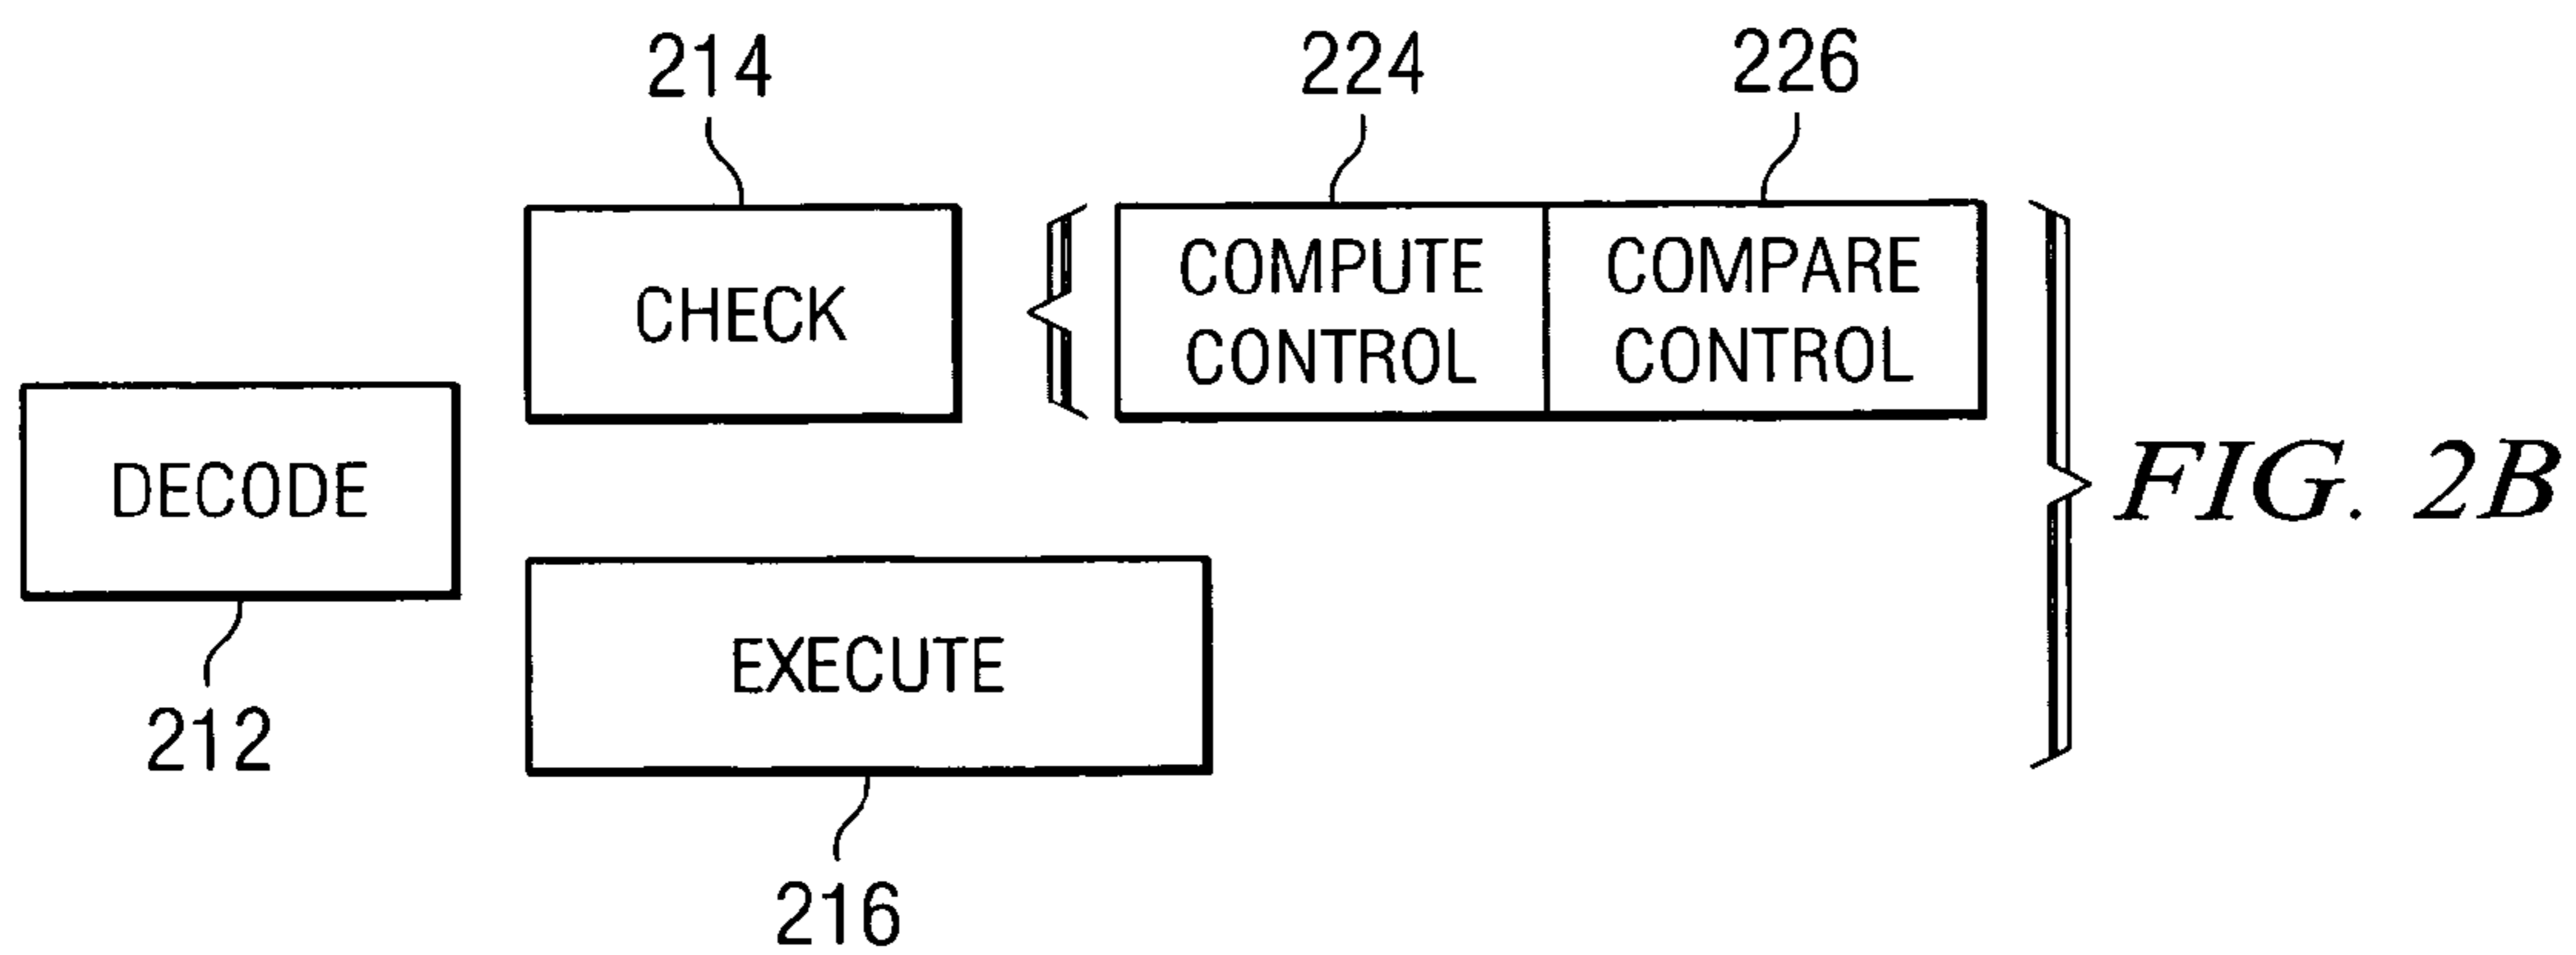 214
224
226
CHECK
COMPUTE
CONTROL
COMPARE
CONTROL
DECODE
FIG. 2B
EXECUTE
212
216